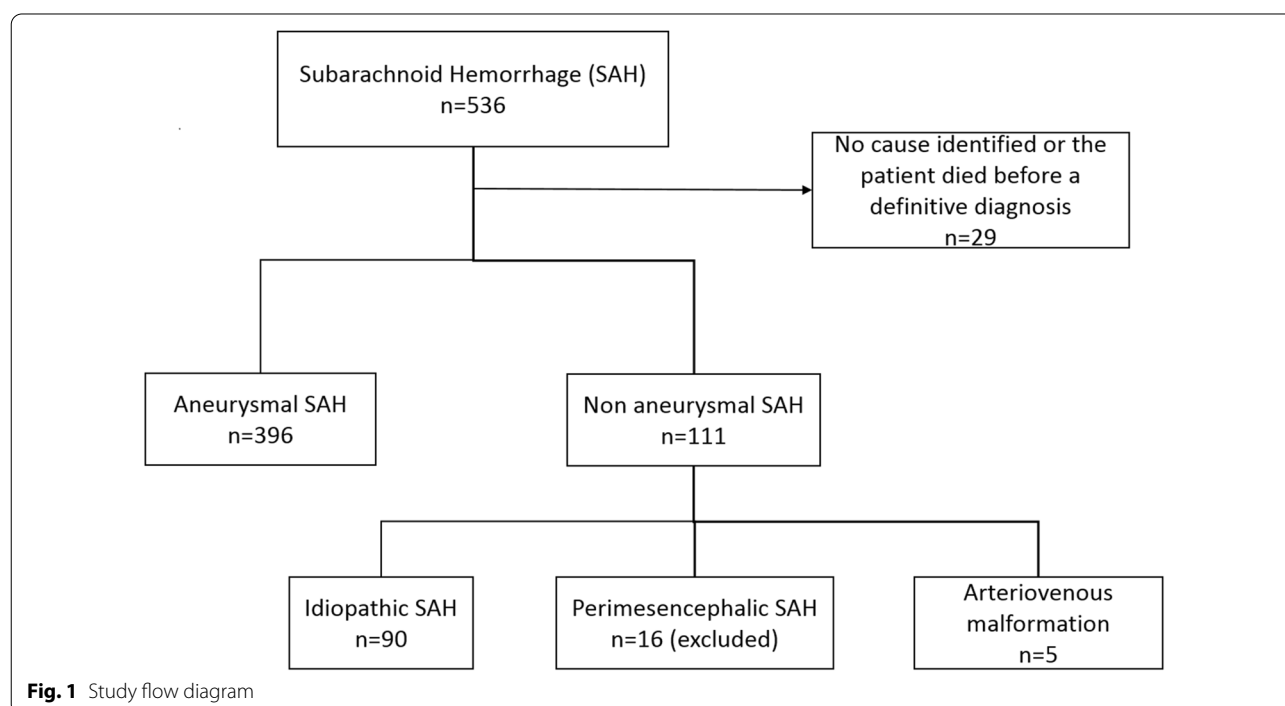 Subarachnoid Hemorrhage (SAH)
n=536
No cause identified or the
patient died before a
definitive diagnosis
n=29
Aneurysmal SAH
n=396
Non aneurysmal SAH
n=111
Idiopathic SAH
n=90
Perimesencephalic SAH
n=16 (excluded)
Arteriovenous
malformation
n=5
Fig. 1 Study flow diagram